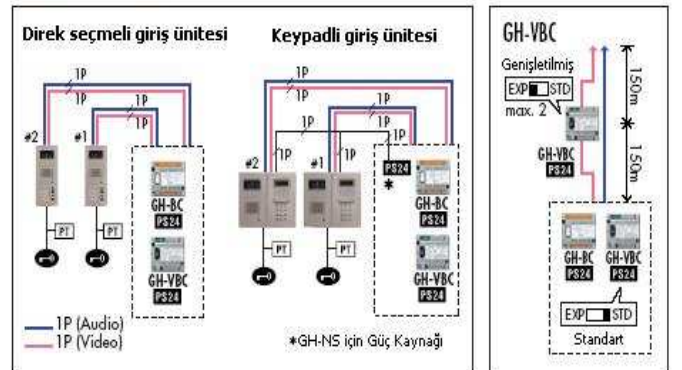 Direk seçmeli giriş ünitesi
1P
1P
1P
1P
#2
#1
GH-BC
PS24
PT
PT
GH-VBC
PS24
1P (Audio)
1P (Video)
Keypadli giriş ünitesi
1P
1P
1P
1P
1P
#2
1P
#1
1P
PS24
*
GH-BC
PS24
PT
PT
GH-VBC
PS24
*GH-NS için Güç Kaynağı
GH-VBC
Genişletilmiş
EXP STD
max. 2
150m
GH-VBC
PS24
150m
GH-BC
PS24
GH-VBC
PS24
EXP STD
Standart